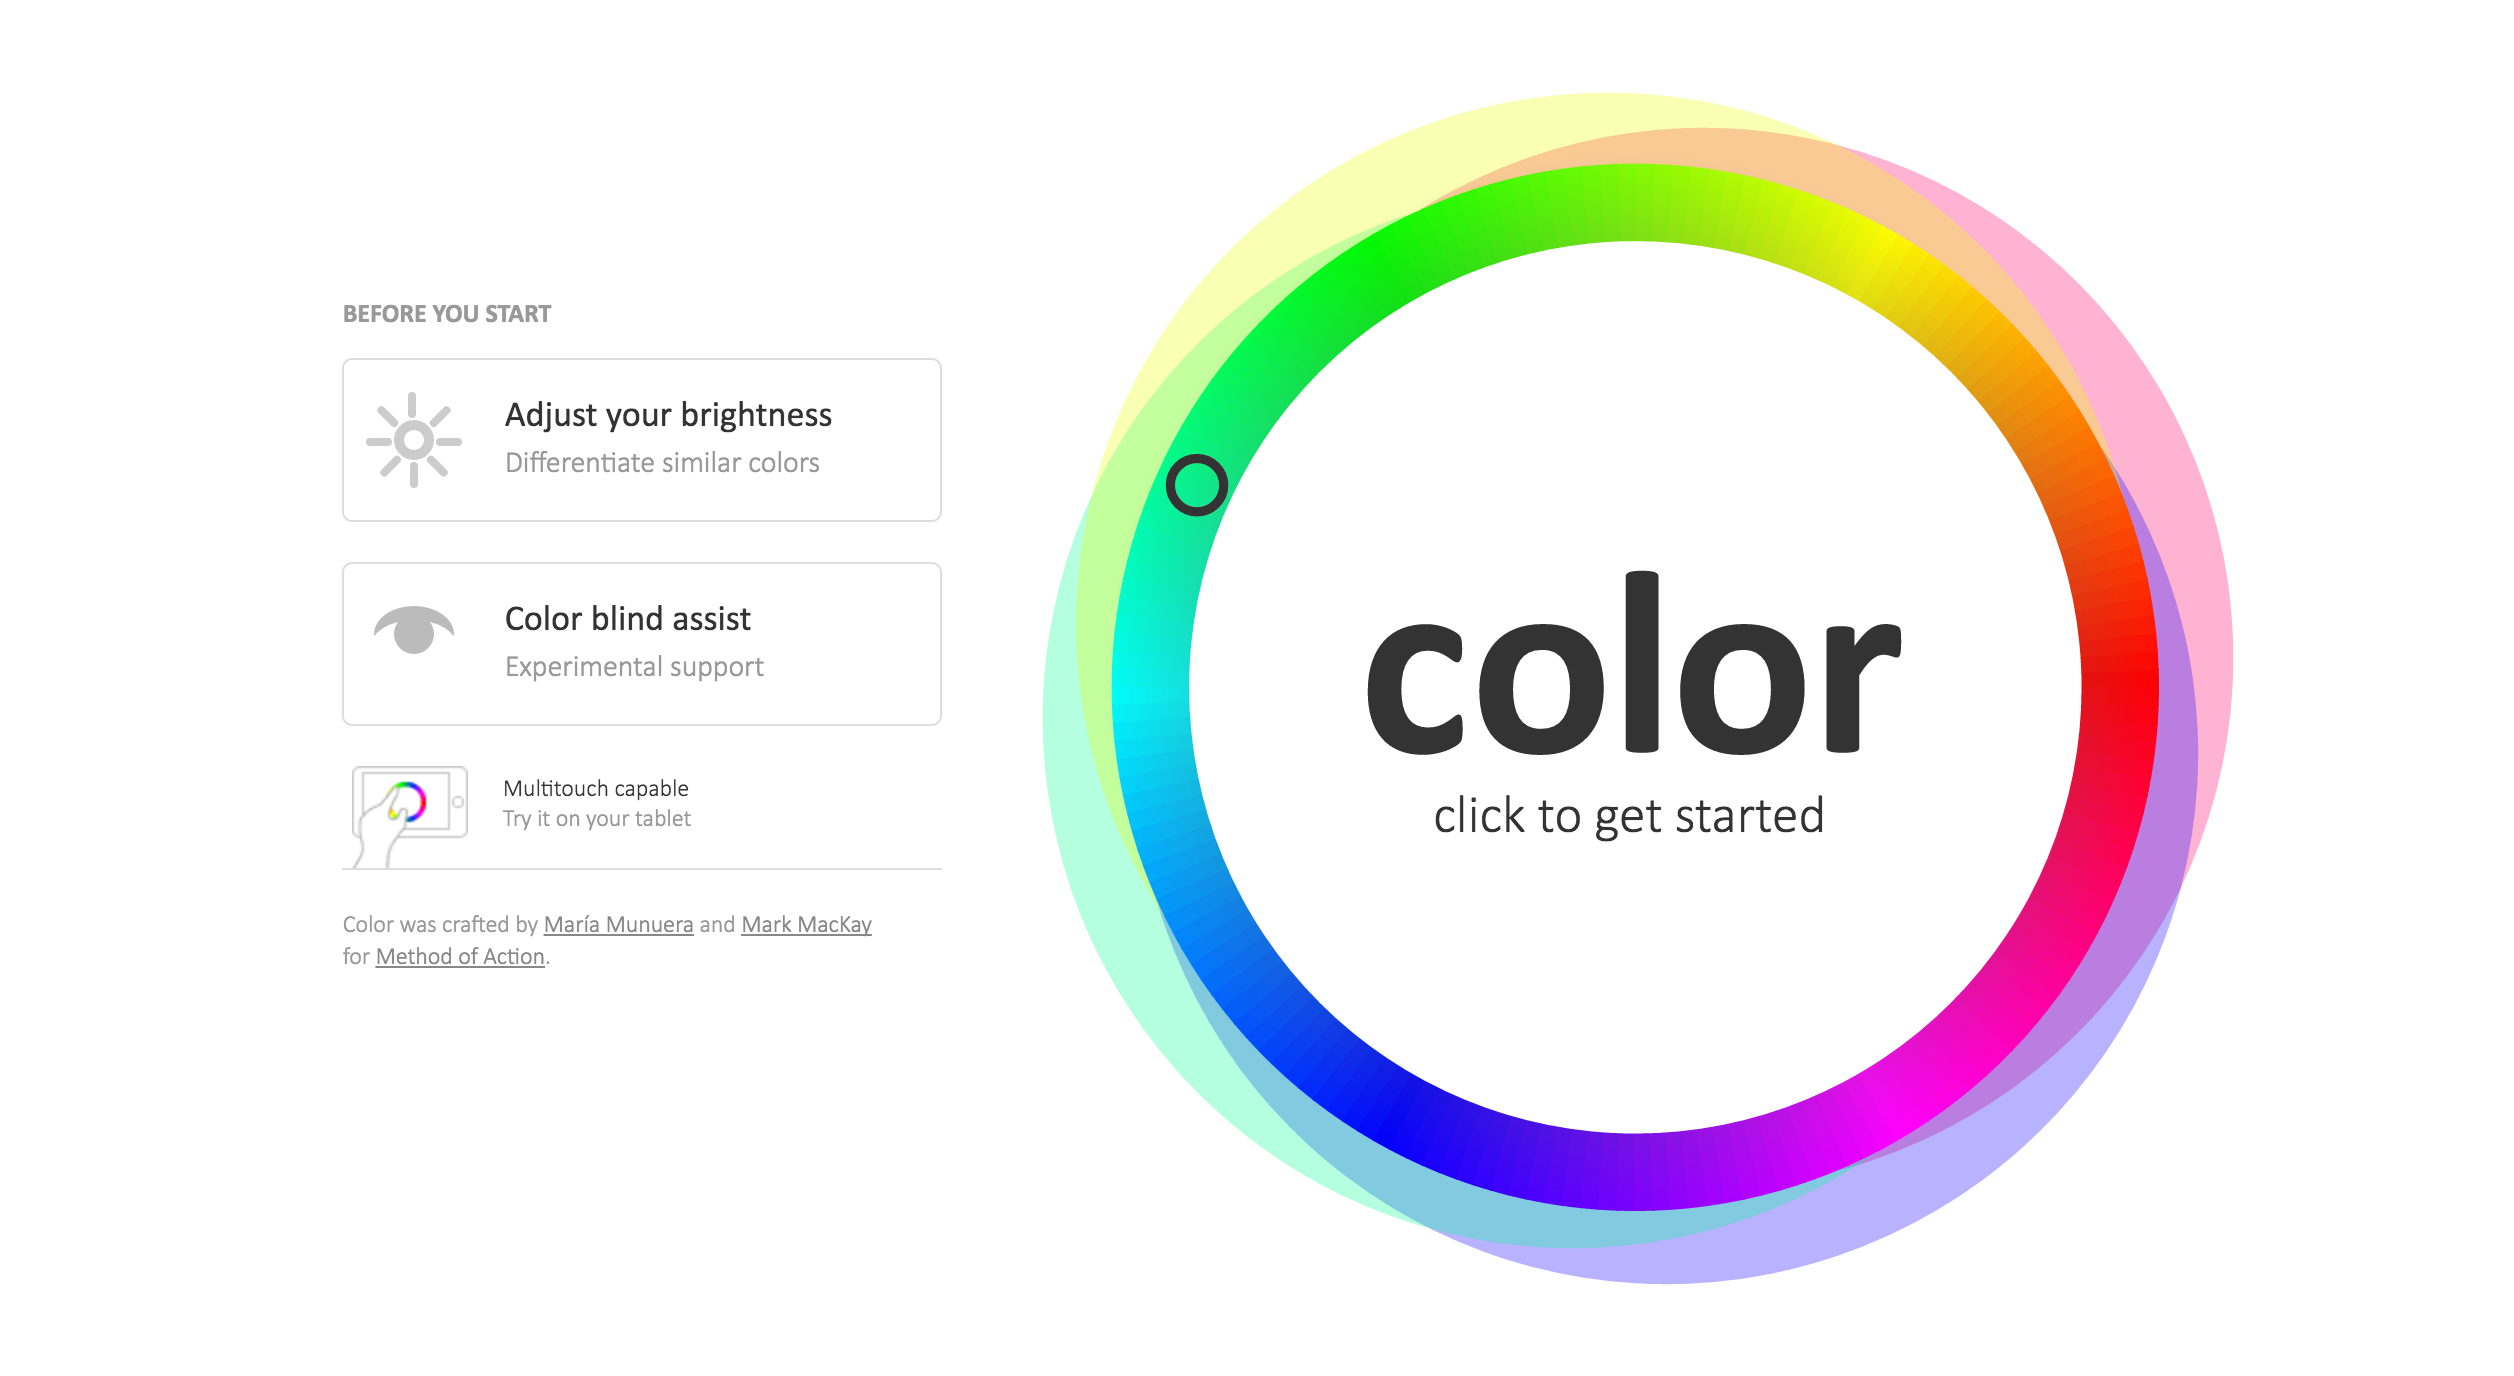 BEFORE YOU START
Adjust your brightness
Differentiate similar colors
Color blind assist
Experimental support
Multitouch capable
Try it on your tablet
Color was crafted by María Munuera and Mark MacKay
for Method of Action.
color
click to get started